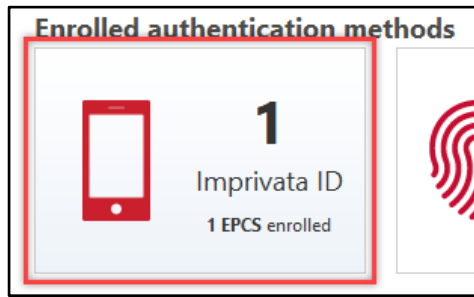 Enrolled authentication methods
1
Imprivata ID
1 EPCS enrolled